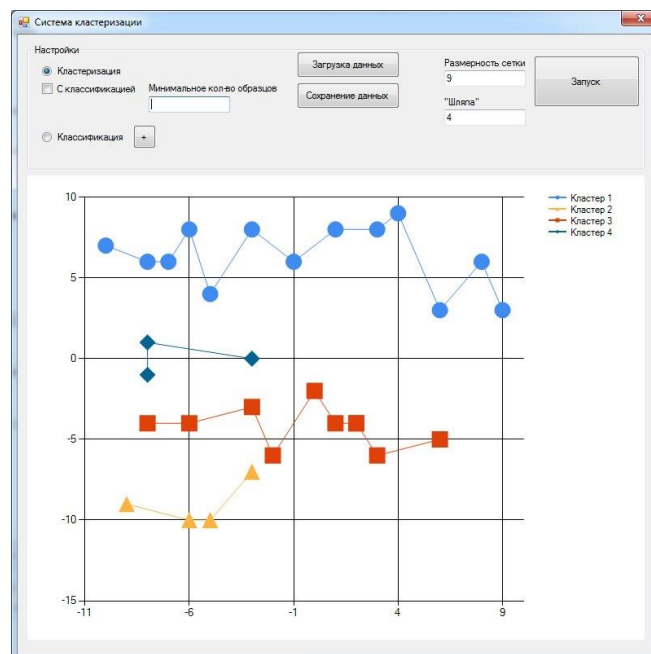 Система кластеризации
Настройки
Кластеризация
С классификацией
Минимальное кол-во образцов
Классификация
+
Загрузка данных
Сохранение данных
Размерность сетки
9
"Шляпа"
4
Запуск
10
5
0
-5
-10
-15
-11
-6
-1
4
9
Кластер 1
Кластер 2
Кластер 3
Кластер 4